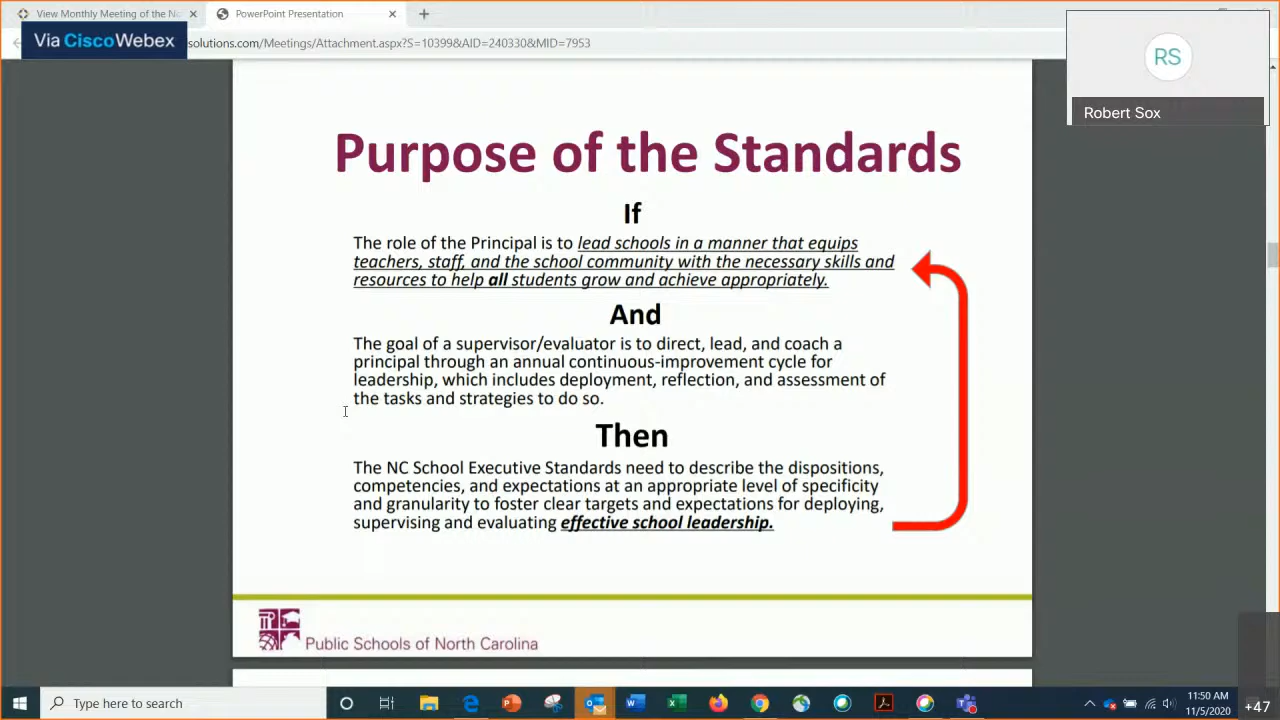 View Monthly Meeting of the No
PowerPoint Presentation
Via CiscoWebex
solutions.com/Meetings/Attachment.aspx?S=10399&AID=240330&MID=7953
RS
Robert Sox
Purpose of the Standards
If
The role of the Principal is to lead schools in a manner that equips
teachers, staff, and the school community with the necessary skills and
resources to help all students grow and achieve appropriately.
And
The goal of a supervisor/evaluator is to direct, lead, and coach a
principal through an annual continuous-improvement cycle for
leadership, which includes deployment, reflection, and assessment of
the tasks and strategies to do so.
Then
The NC School Executive Standards need to describe the dispositions,
competencies, and expectations at an appropriate level of specificity
and granularity to foster clear targets and expectations for deploying,
supervising and evaluating effective school leadership.
Public Schools of North Carolina
Type here to search
11:50 AM
11/5/2020
+47